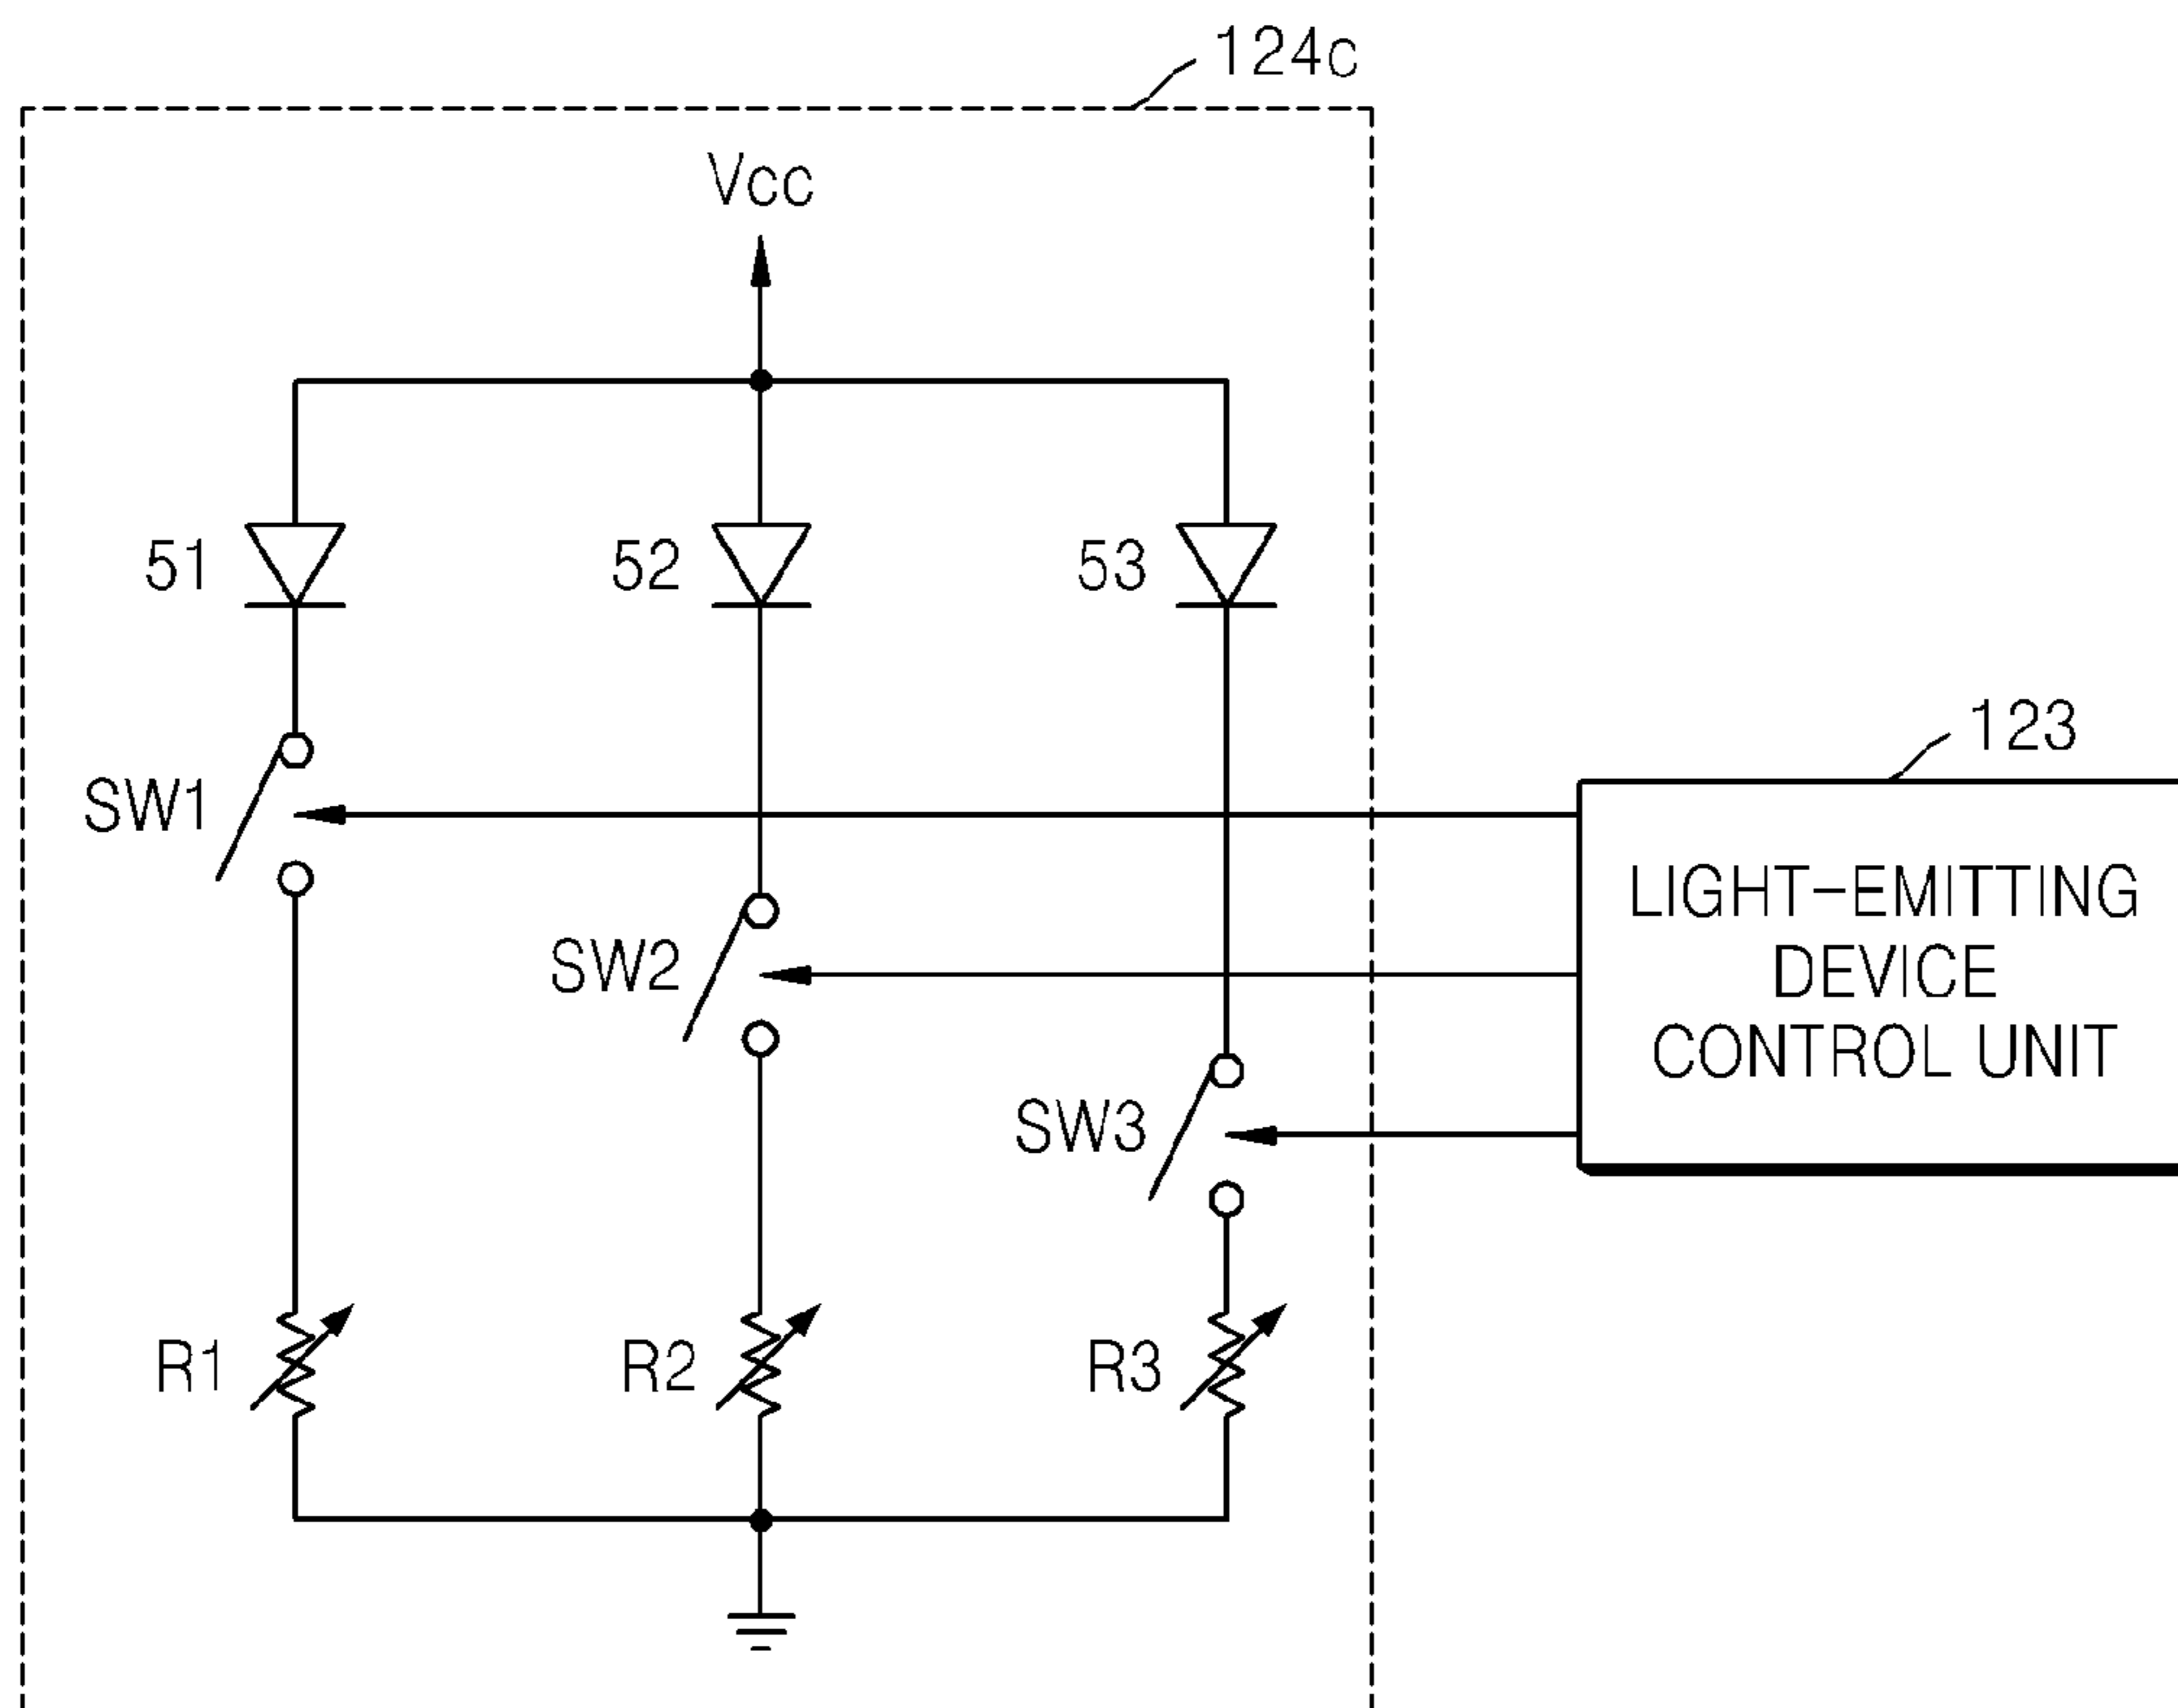 124c
Vcc
51
52
53
123
SW1
LIGHT-EMITTING
DEVICE
CONTROL UNIT
SW2
SW3
R1
R2
R3